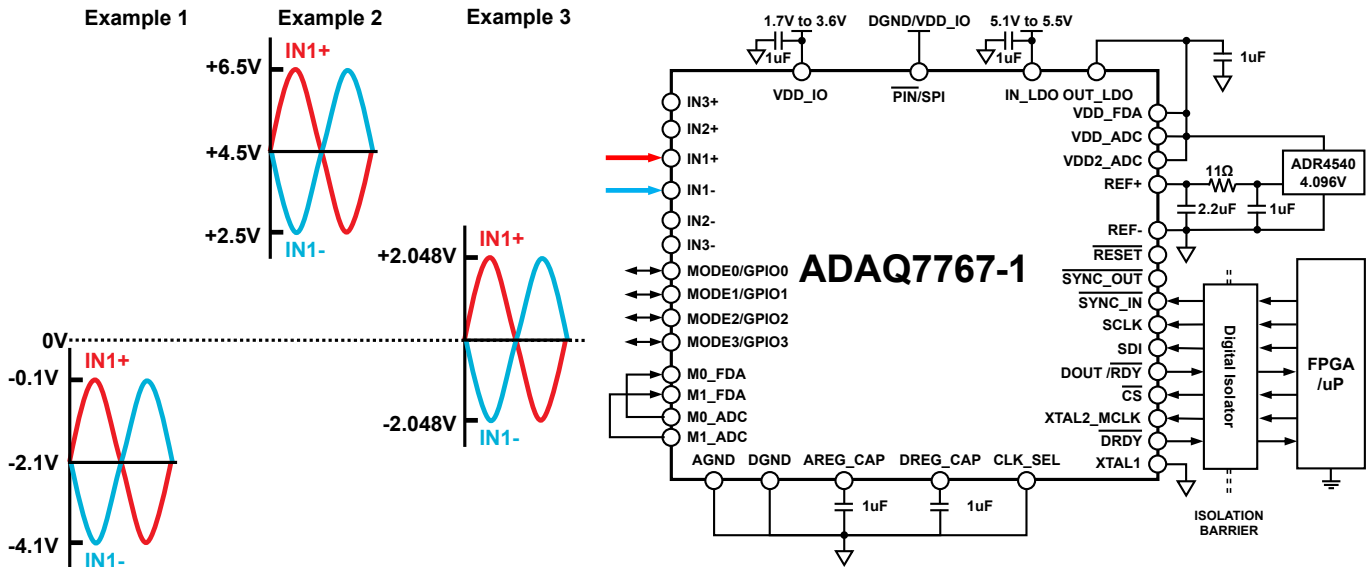 Example 1
Example 2
Example 3
IN1+
+6.5V
+4.5V
+2.5V
IN1-
IN1+
+2.048V
-2.048V
IN1-
0V
IN1+
-0.1V
-2.1V
-4.1V
IN1-
1.7V to 3.6V
DGND/VDD_IO
5.1V to 5.5V
1uF
1uF
1uF
VDD_IO
PIN/SPI
IN_LDO
OUT_LDO
IN3+
IN2+
IN1+
IN1-
IN2-
IN3-
MODE0/GPIO0
MODE1/GPIO1
MODE2/GPIO2
MODE3/GPIO3
M0_FDA
M1_FDA
M0_ADC
M1_ADC
ADAQ7767-1
VDD_FDA
VDD_ADC
VDD2_ADC
REF+
REF-
RESET
SYNC_OUT
SYNC_IN
SCLK
SDI
DOUT /RDY
CS
XTAL2_MCLK
DRDY
XTAL1
11Ω
2.2uF
1uF
ADR4540
4.096V
Digital Isolator
FPGA
/uP
ISOLATION
BARRIER
AGND
DGND
AREG_CAP
DREG_CAP
CLK_SEL
1uF
1uF